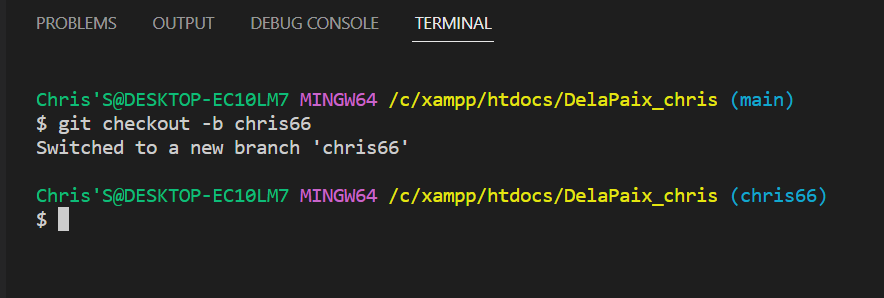 PROBLEMS OUTPUT DEBUG CONSOLE TERMINAL
Chris'S@DESKTOP-EC10LM7 MINGW64 /c/xampp/htdocs/DelaPaix_chris (main)
$ git checkout -b chris66
Switched to a new branch 'chris66'
Chris'S@DESKTOP-EC10LM7 MINGW64 /c/xampp/htdocs/DelaPaix_chris (chris66)
$